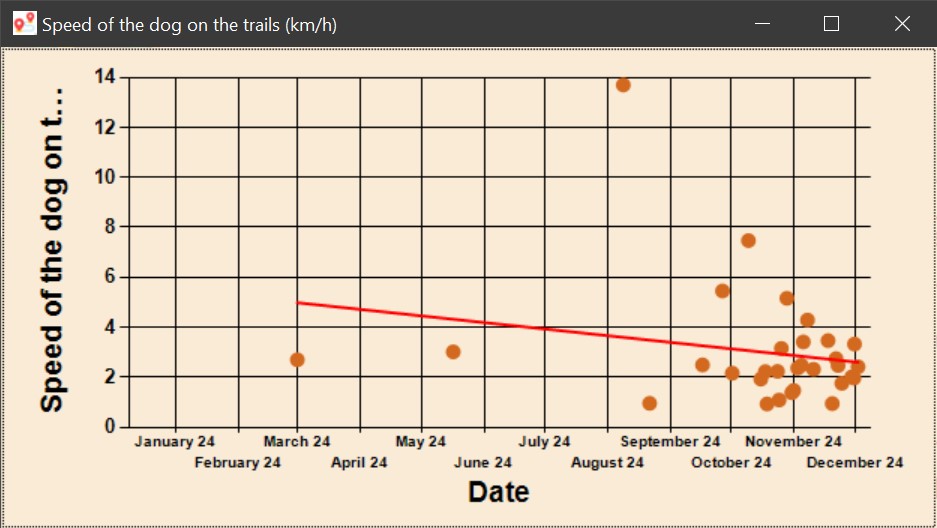 Speed of the dog on the trails (km/h)
Speed of the dog on t...
14
12
10
8
6
4
2
0
January 24
February 24
March 24
April 24
May 24
June 24
July 24
August 24
September 24
October 24
November 24
December 24
Date